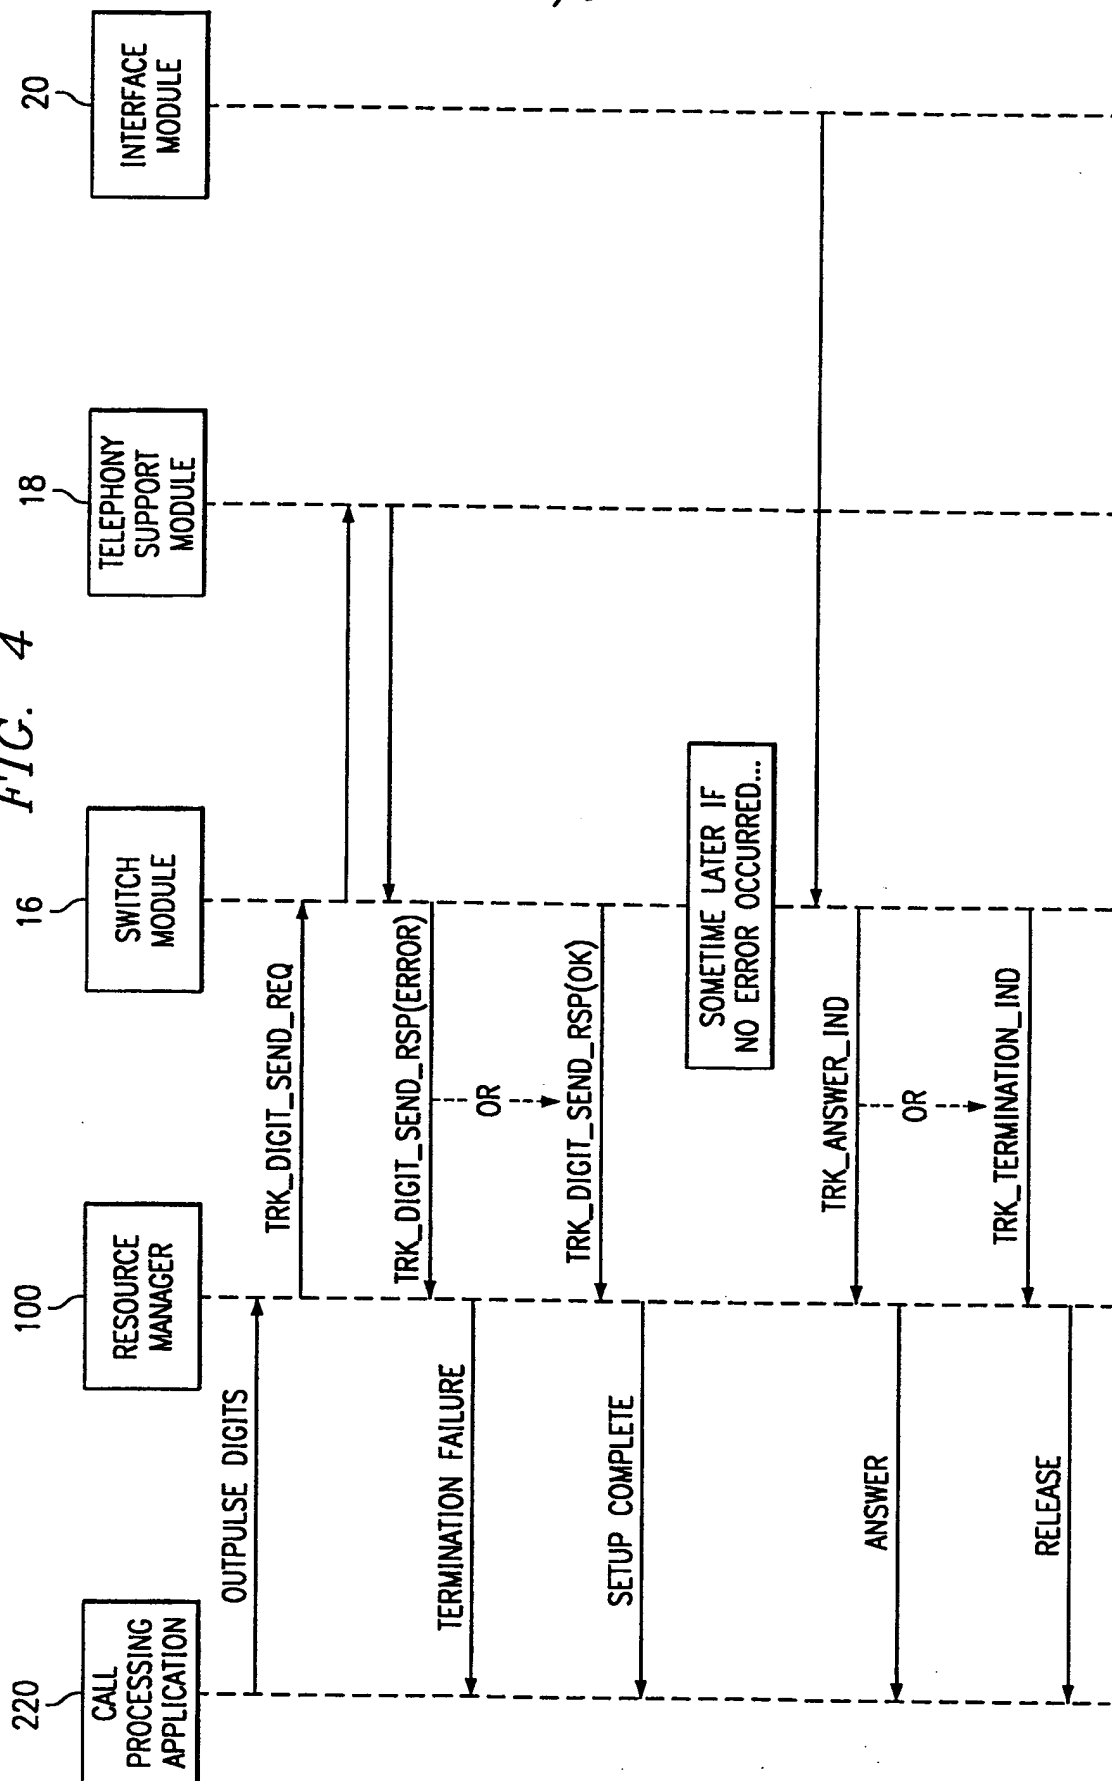 FIG. 4
220
CALL
PROCESSING
APPLICATION
100
RESOURCE
MANAGER
16
SWITCH
MODULE
18
TELEPHONY
SUPPORT
MODULE
20
INTERFACE
MODULE
OUTPULSE DIGITS
TRK_DIGIT_SEND_REQ
TRK_DIGIT_SEND_RSP(ERROR)
TERMINATION FAILURE
OR
TRK_DIGIT_SEND_RSP(OK)
SETUP COMPLETE
SOMETIME LATER IF
NO ERROR OCCURRED...
TRK_ANSWER_IND
ANSWER
OR
TRK_TERMINATION_IND
RELEASE